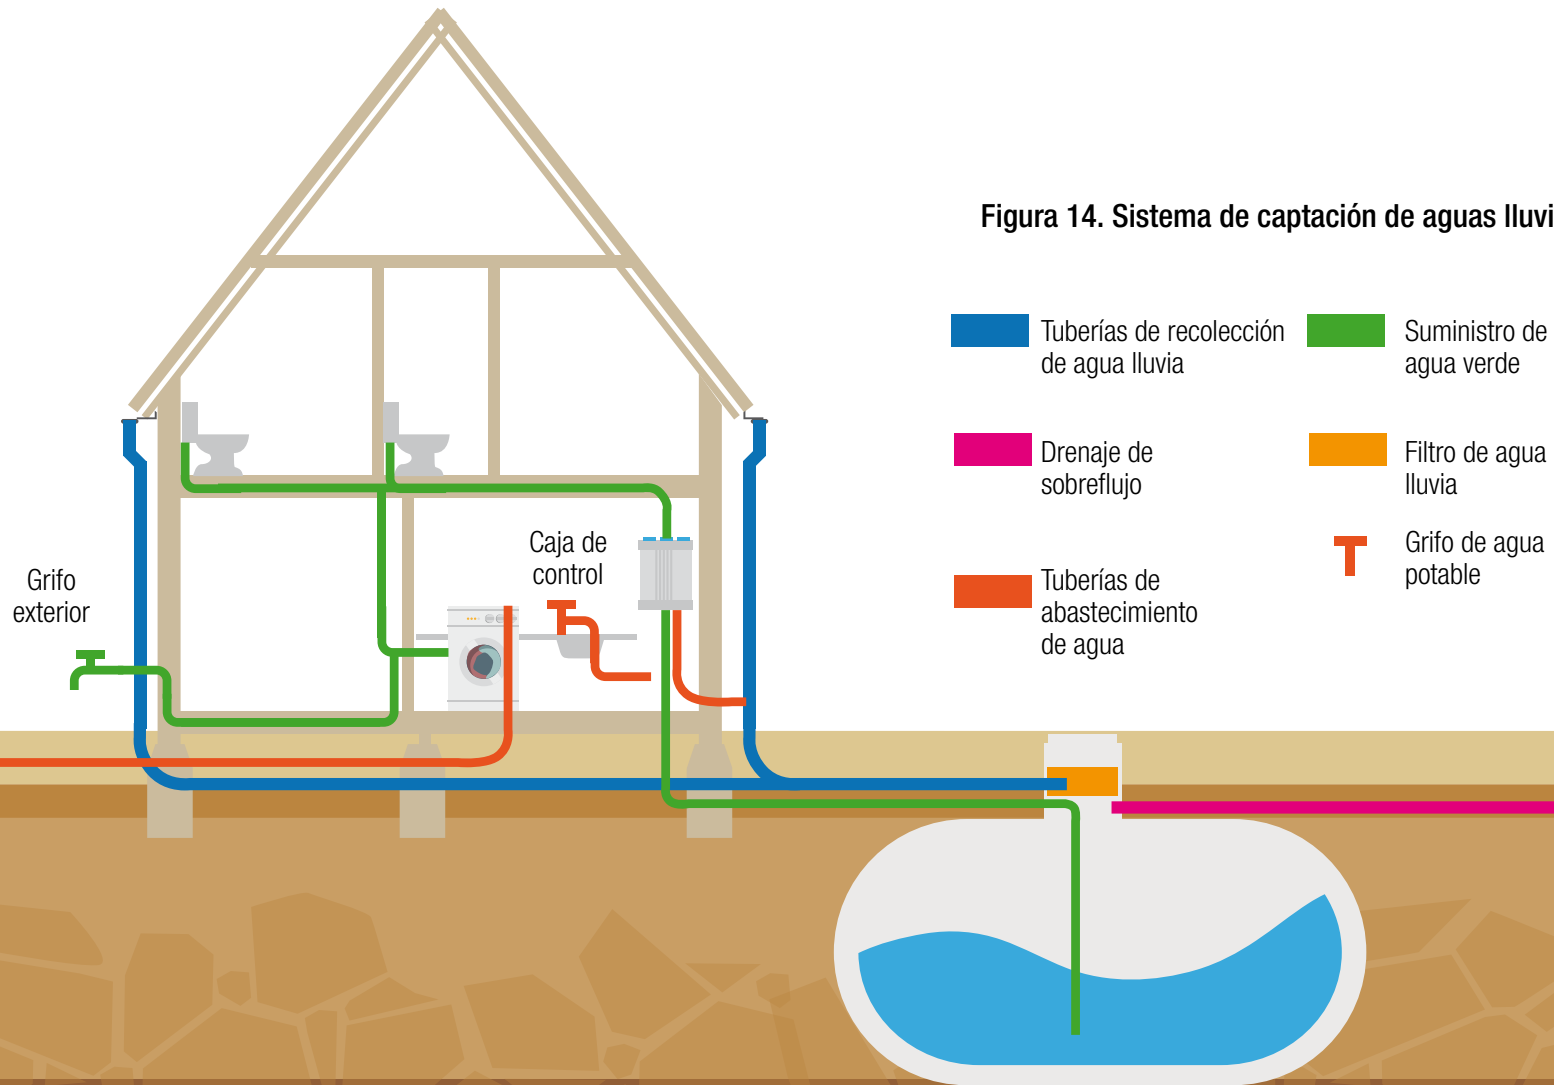 Figura 14. Sistema de captación de aguas lluvi
Tuberías de recolección
de agua lluvia
Suministro de
agua verde
Drenaje de
sobreflujo
Filtro de agua
lluvia
Tuberías de
abastecimiento
de agua
Grifo de agua
potable
Caja de
control
Grifo
exterior